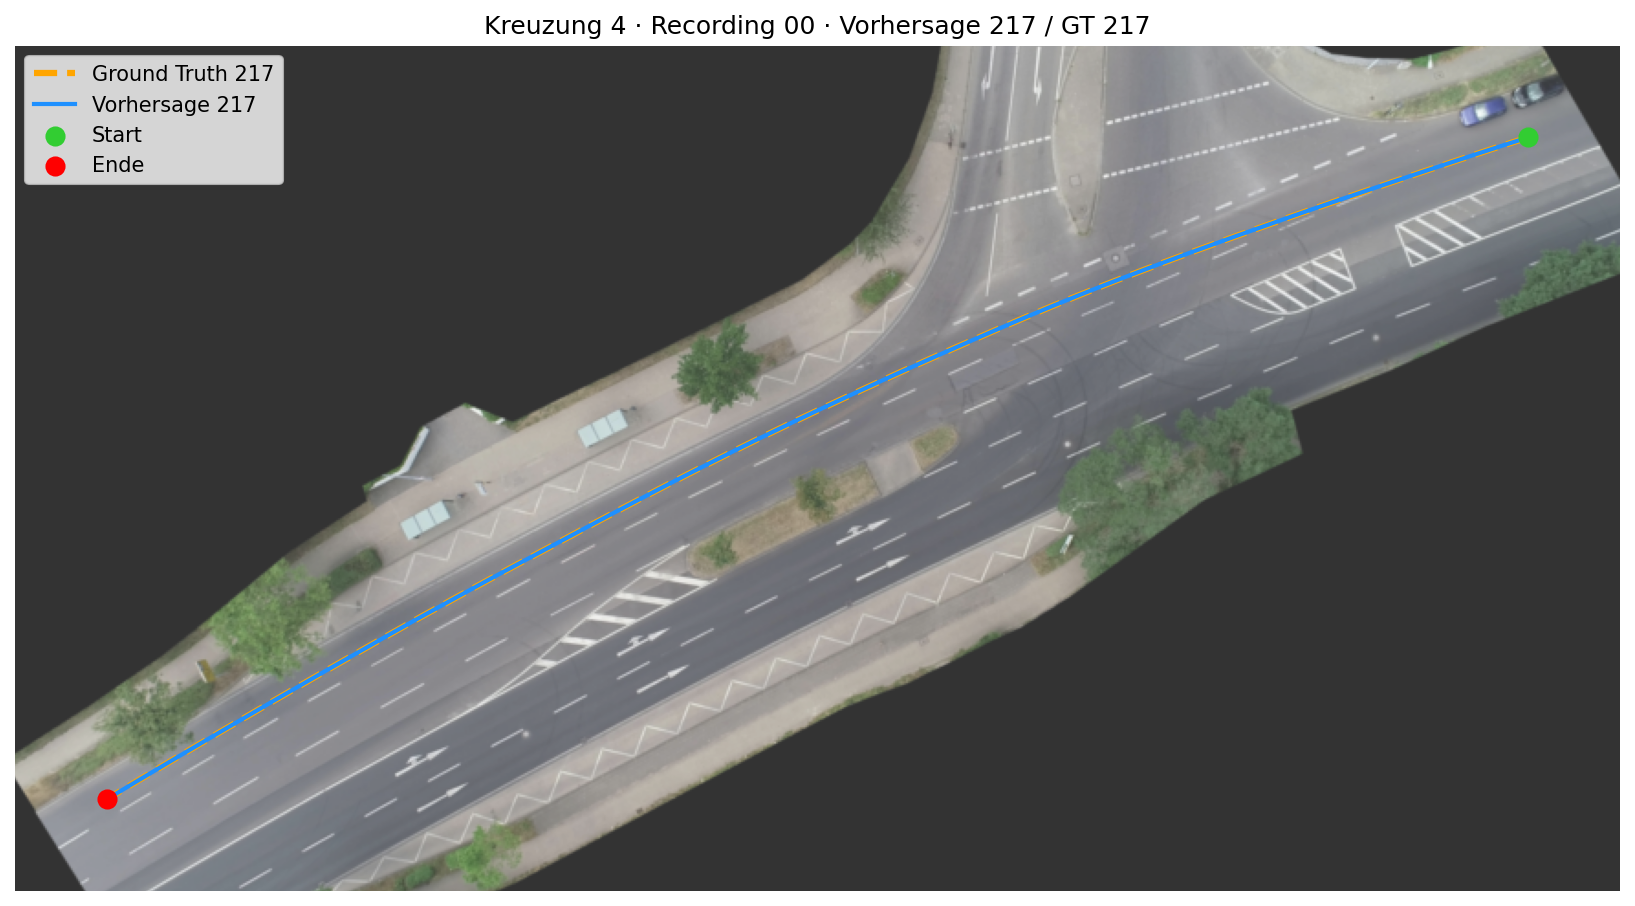 Kreuzung 4 · Recording 00 · Vorhersage 217 / GT 217
Ground Truth 217
Vorhersage 217
Start
Ende